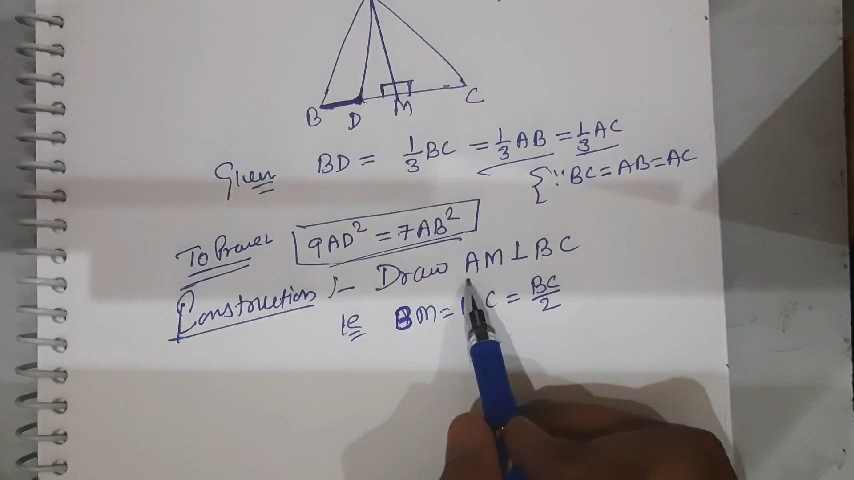 B D M C
Given BD = 1/3 BC = 1/3 AB = 1/3 AC
{∵ BC = AB = AC
To Prove 9AD² = 7AB²
Construction :- Draw AM ⊥ BC
ie BM = C = BC/2